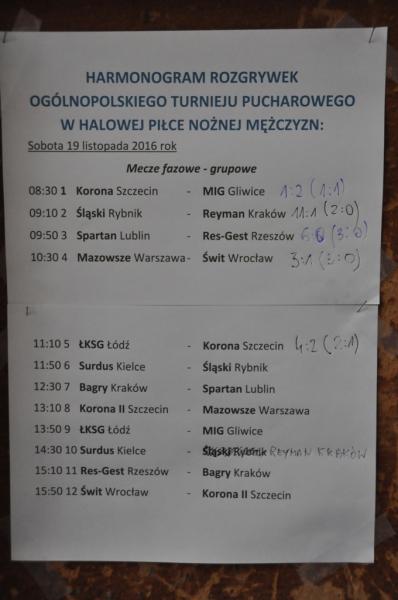 HARMONOGRAM ROZGRYWEK
OGÓLNOPOLSKIEGO TURNIEJU PUCHAROWEGO
W HALOWEJ PIŁCE NOŻNEJ MĘŻCZYZN:
Sobota 19 listopada 2016 rok
Mecze fazowe - grupowe
08:30 1 Korona Szczecin - MIG Gliwice 1:2 (1:1)
09:10 2 Śląski Rybnik - Reyman Kraków 11:1 (2:0)
09:50 3 Spartan Lublin - Res-Gest Rzeszów 6:0 (3:0)
10:30 4 Mazowsze Warszawa - Świt Wrocław 3:1 (3:0)
11:10 5 ŁKSG Łódź - Korona Szczecin 4:2 (2:1)
11:50 6 Surdus Kielce - Śląski Rybnik
12:30 7 Bagry Kraków - Spartan Lublin
13:10 8 Korona II Szczecin - Mazowsze Warszawa
13:50 9 ŁKSG Łódź - MIG Gliwice
14:30 10 Surdus Kielce - Śląski Rybnik REYMAN KRAKÓW
15:10 11 Res-Gest Rzeszów - Bagry Kraków
15:50 12 Świt Wrocław - Korona II Szczecin